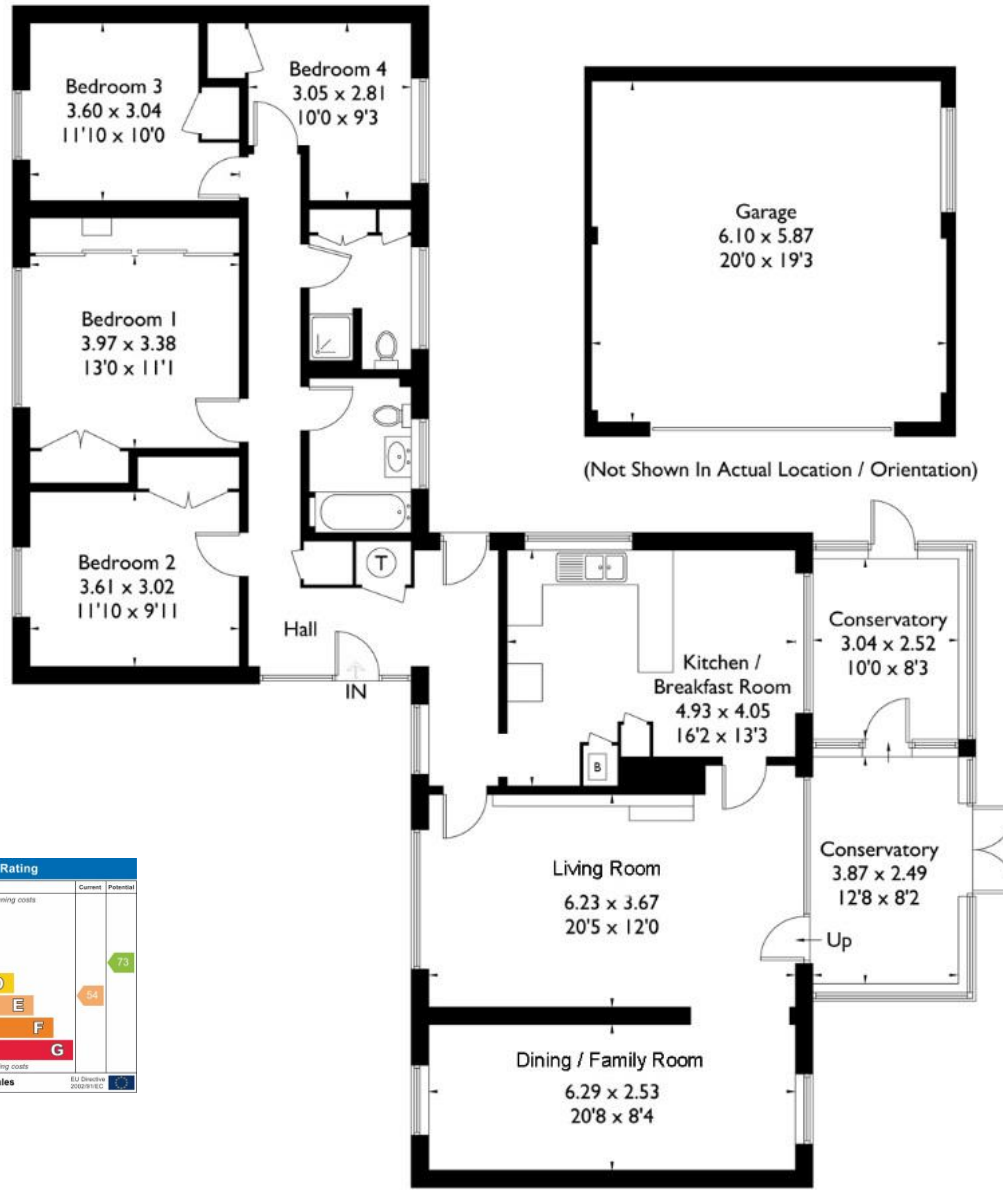 Bedroom 3
3.60 x 3.04
11'10 x 10'0
Bedroom 4
3.05 x 2.81
10'0 x 9'3
Garage
6.10 x 5.87
20'0 x 19'3
(Not Shown In Actual Location / Orientation)
Bedroom 1
3.97 x 3.38
13'0 x 11'1
Bedroom 2
3.61 x 3.02
11'10 x 9'11
T
Hall
IN
Kitchen /
Breakfast Room
4.93 x 4.05
16'2 x 13'3
B
Conservatory
3.04 x 2.52
10'0 x 8'3
Conservatory
3.87 x 2.49
12'8 x 8'2
Up
Living Room
6.23 x 3.67
20'5 x 12'0
Dining / Family Room
6.29 x 2.53
20'8 x 8'4
Rating
Current Potential
costs
73
54
E
F
G
costs
EU Directive
2002/91/EC